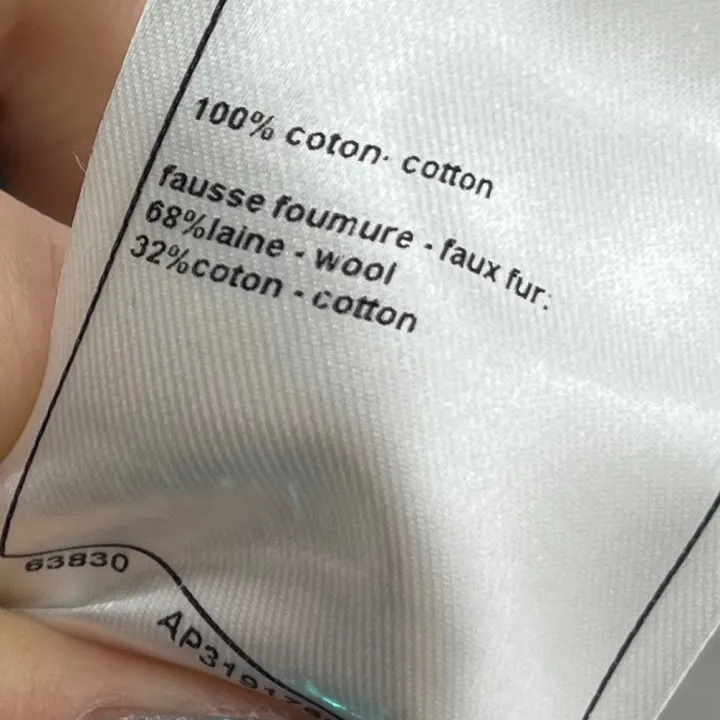 100% coton· cotton
fausse foumure - faux fur:
68%laine - wool
32%coton - cotton
63830